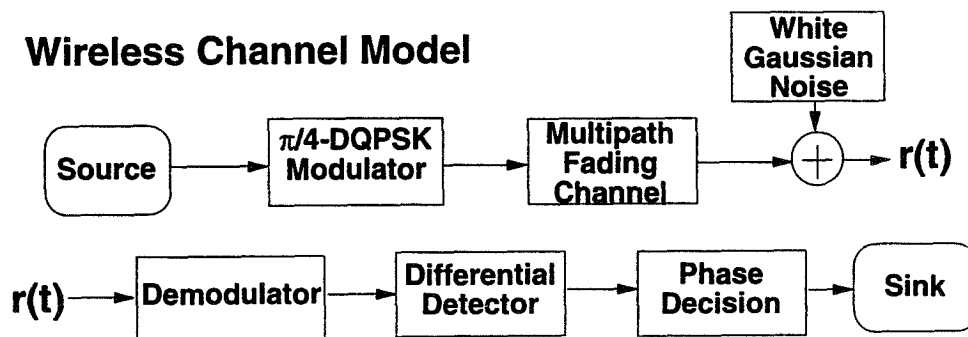 Wireless Channel Model
White
Gaussian
Noise
Source
π/4-DQPSK
Modulator
Multipath
Fading
Channel
+
r(t)
r(t)
Demodulator
Differential
Detector
Phase
Decision
Sink